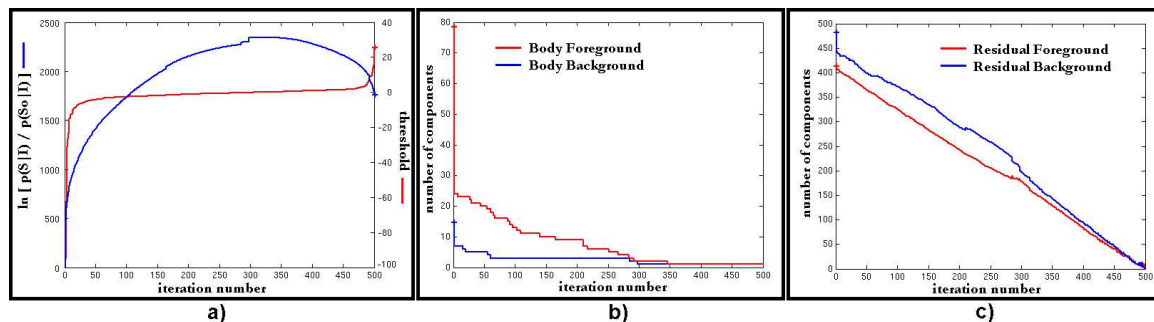 2500
2000
1500
1000
500
0
ln [ p(S|I) / p(So|I) ]
40
20
0
-20
-40
-60
-80
-100
threshold
0 50 100 150 200 250 300 350 400 450 500
iteration number
a)
80
70
60
50
40
30
20
10
0
number of components
Body Foreground
Body Background
0 50 100 150 200 250 300 350 400 450 500
iteration number
b)
500
450
400
350
300
250
200
150
100
50
0
number of components
Residual Foreground
Residual Background
0 50 100 150 200 250 300 350 400 450 500
iteration number
c)